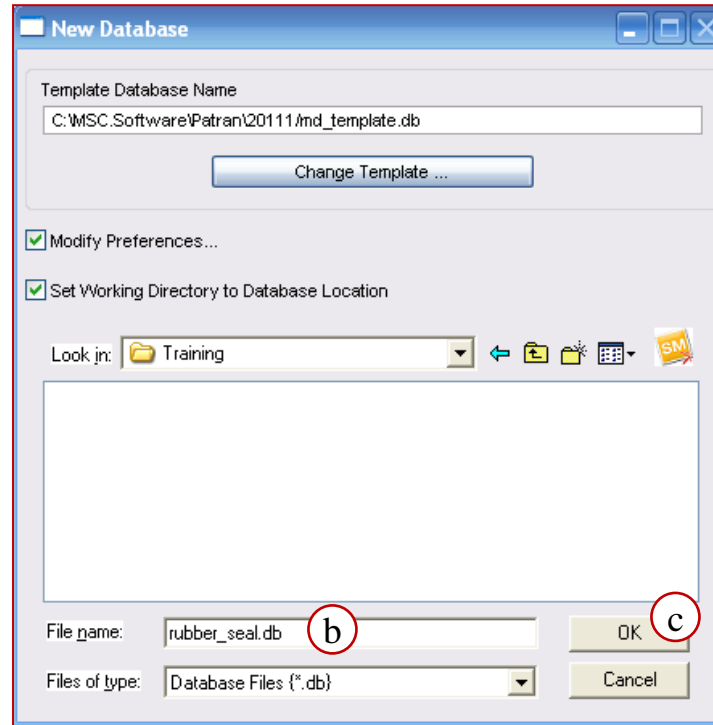 New Database
Template Database Name
C:\MSC.Software\Patran\20111/md_template.db
Change Template ...
Modify Preferences...
Set Working Directory to Database Location
Look in: Training
SM
File name: rubber_seal.db b OK c
Files of type: Database Files {*.db} Cancel